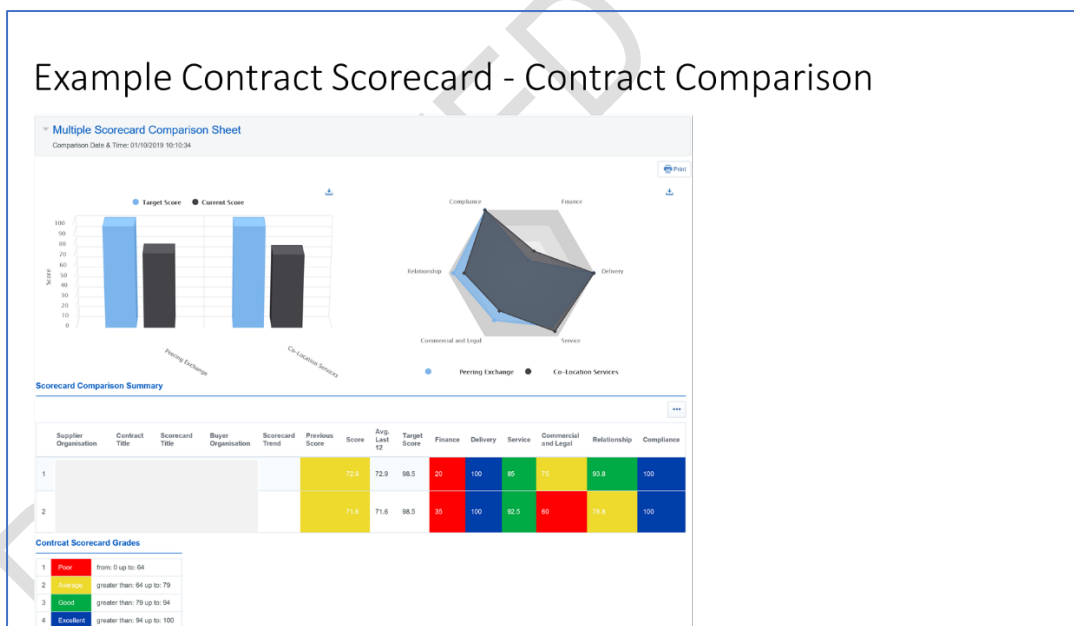 Example Contract Scorecard - Contract Comparison
Multiple Scorecard Comparison Sheet
Comparison Date & Time: 01/10/2019 10:10:34
Print
Target Score Current Score
100
90
80
70
60
50
40
30
20
10
0
Score
Peering Exchange
Co-Location Services
Compliance
Finance
Relationship
Delivery
Commercial and Legal
Service
Peering Exchange Co-Location Services
Scorecard Comparison Summary
Supplier Organisation Contract Title Scorecard Title Buyer Organisation Scorecard Trend Previous Score Score Avg. Last 12 Target Score Finance Delivery Service Commercial and Legal Relationship Compliance
1 72.9 72.9 98.5 20 100 85 75 93.8 100
2 71.6 71.6 98.5 35 100 92.5 60 100
Contrcat Scorecard Grades
1 Poor from: 0 up to: 64
2 Average greater than: 64 up to: 79
3 Good greater than: 79 up to: 94
4 Excellent greater than: 94 up to: 100